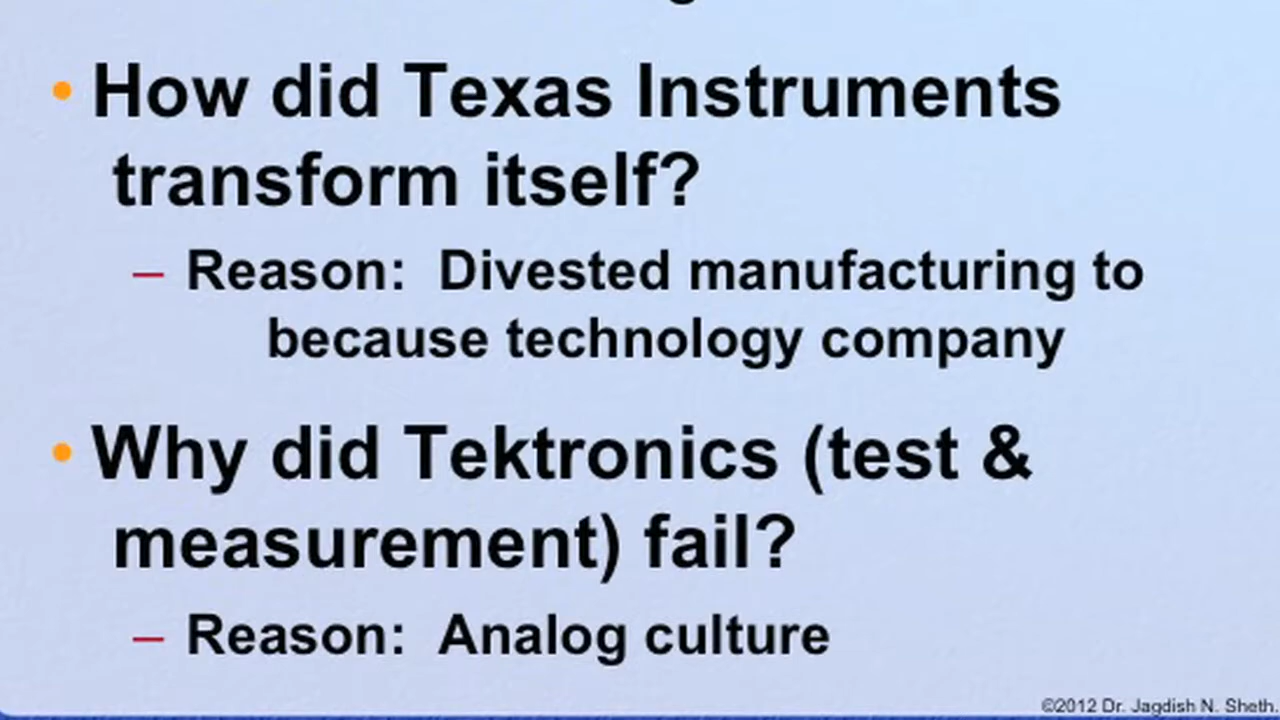 • How did Texas Instruments
transform itself?
– Reason: Divested manufacturing to
because technology company
• Why did Tektronics (test &
measurement) fail?
– Reason: Analog culture
©2012 Dr. Jagdish N. Sheth.